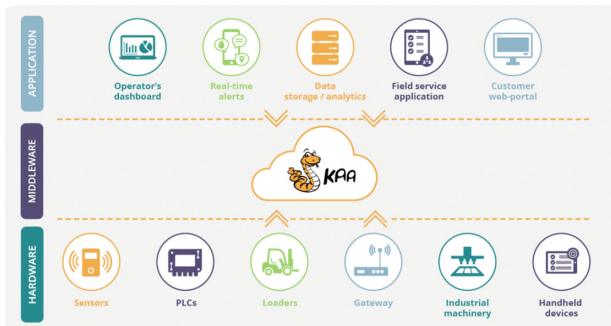 APPLICATION
Operator's
dashboard
Real-time
alerts
Data
storage / analytics
Field service
application
Customer
web-portal
MIDDLEWARE
KAA
HARDWARE
Sensors
PLCs
Loaders
Gateway
Industrial
machinery
Handheld
devices